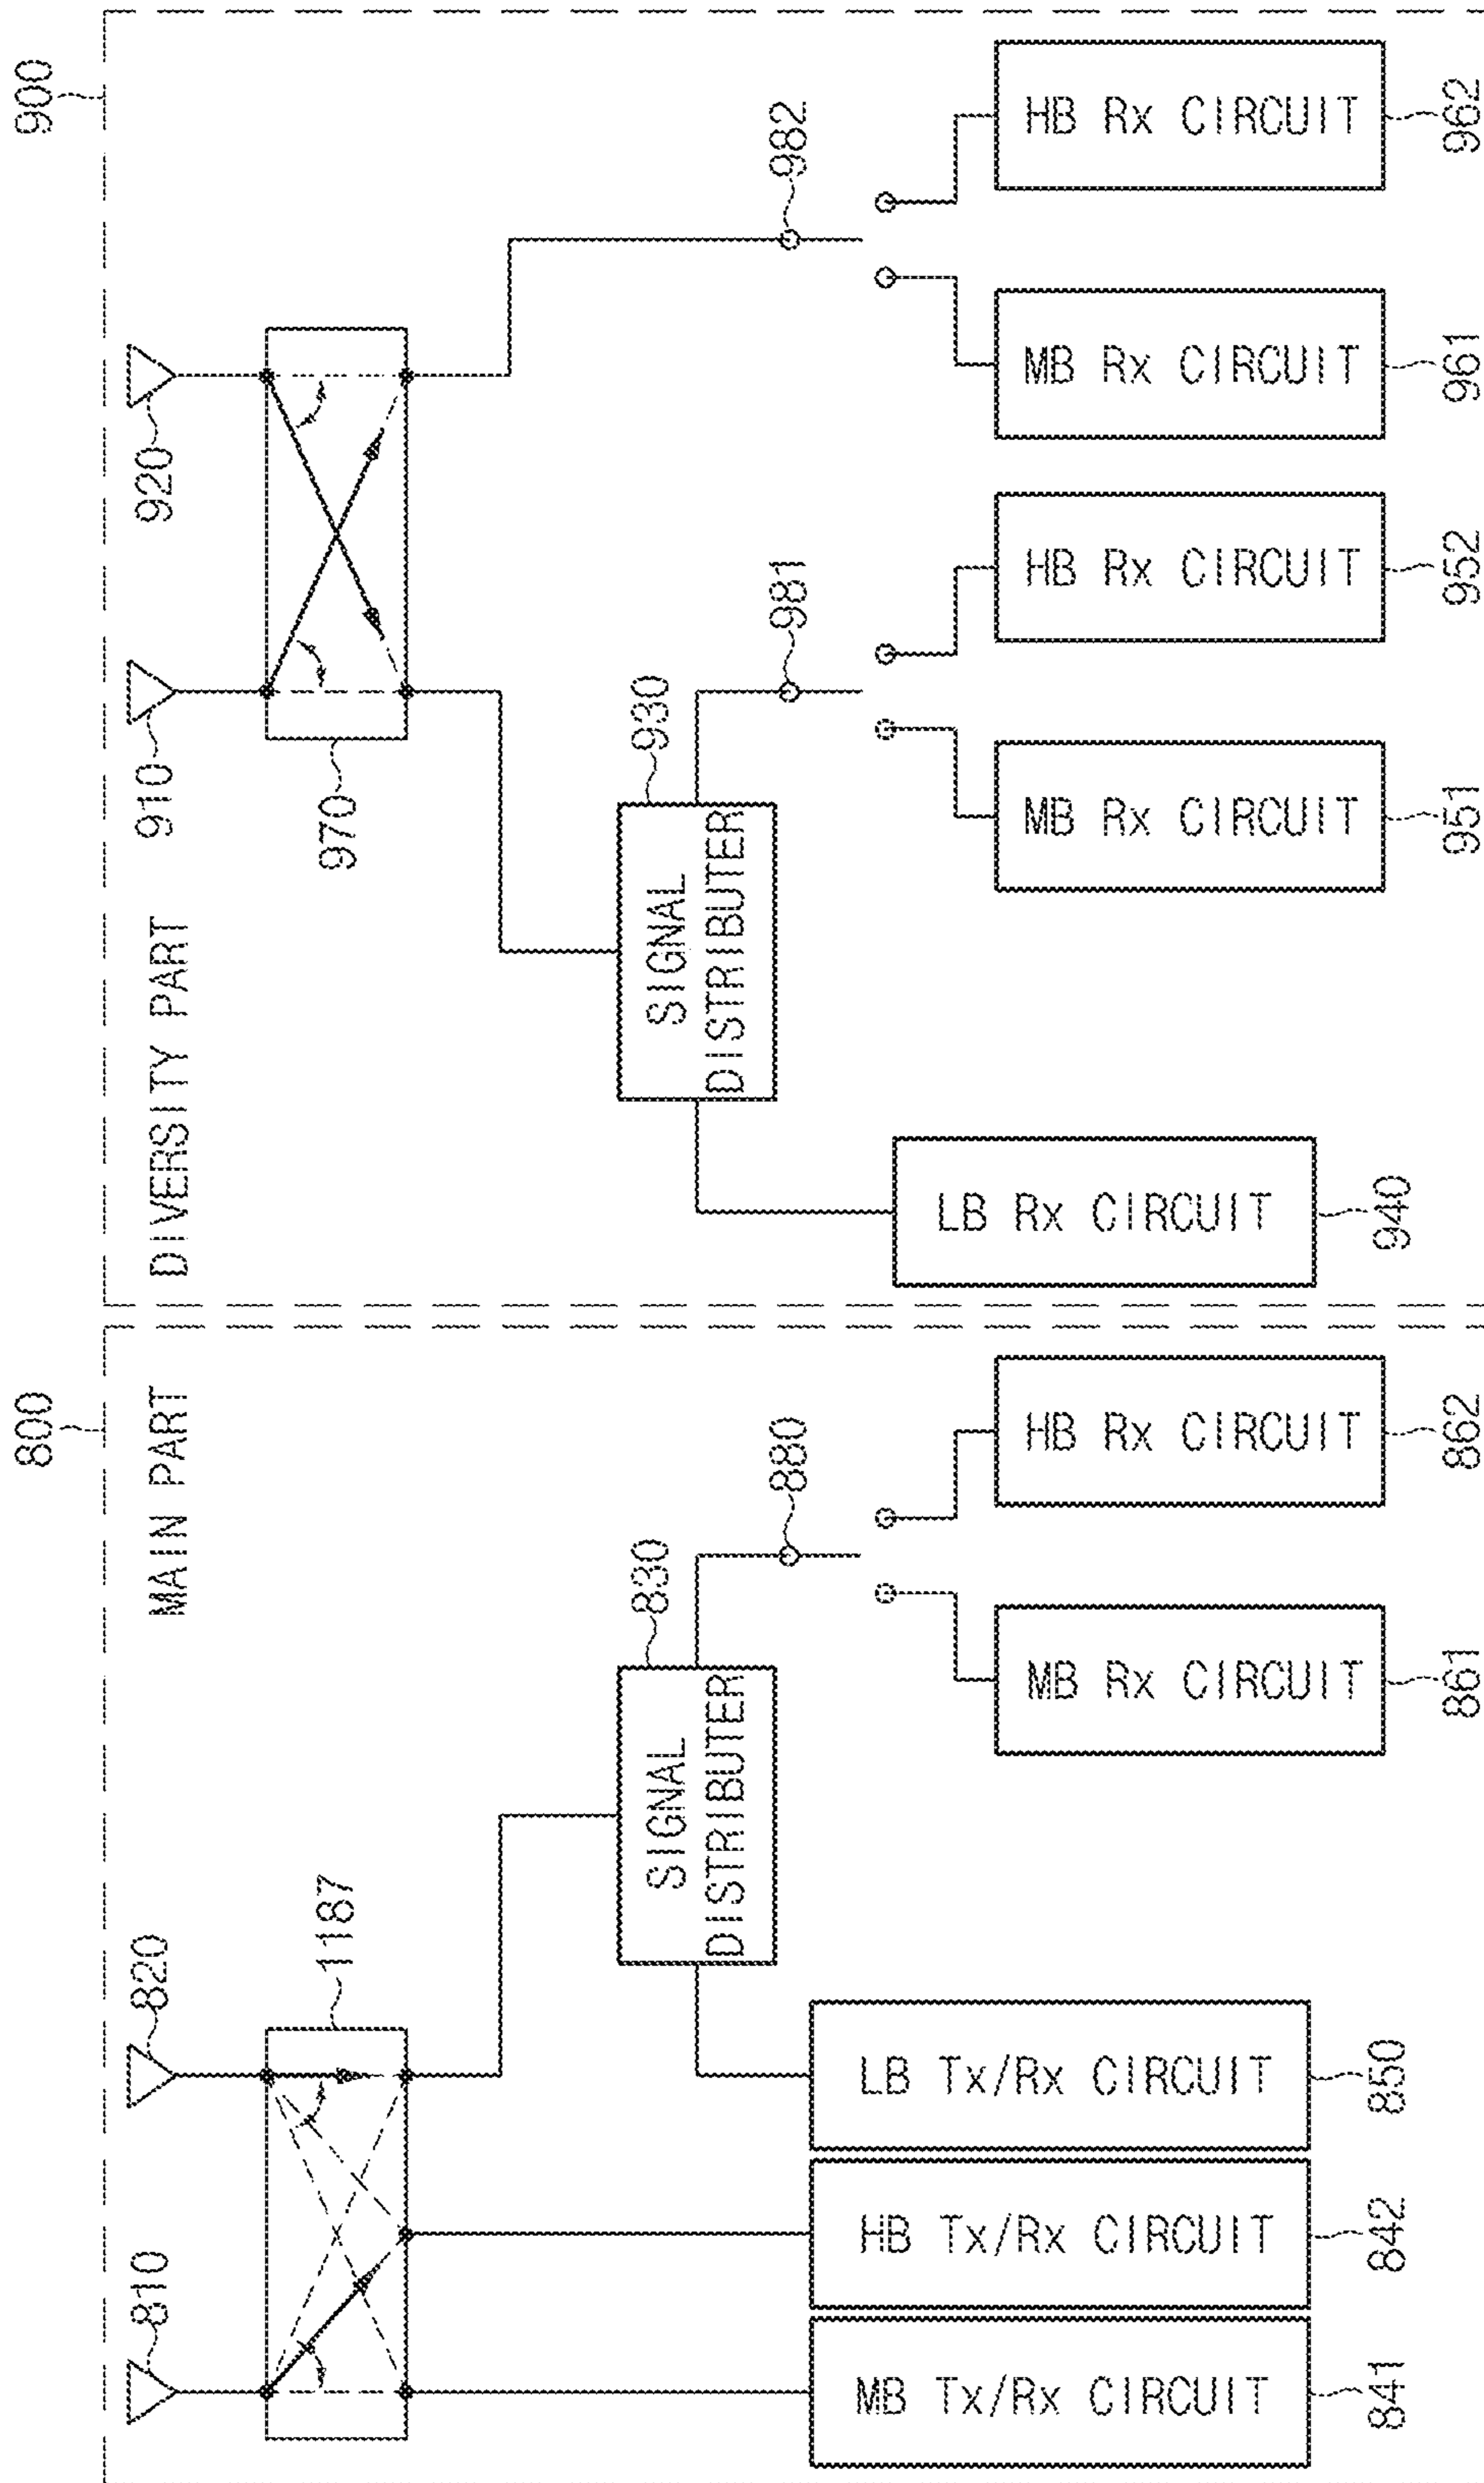 800
MAIN PART
810
820
1187
830
SIGNAL
DISTRIBUTER
880
MB Tx/Rx CIRCUIT
841
HB Tx/Rx CIRCUIT
842
LB Tx/Rx CIRCUIT
850
MB Rx CIRCUIT
861
HB Rx CIRCUIT
862
900
DIVERSITY PART
910
920
970
930
SIGNAL
DISTRIBUTER
981
982
LB Rx CIRCUIT
940
MB Rx CIRCUIT
951
HB Rx CIRCUIT
952
MB Rx CIRCUIT
961
HB Rx CIRCUIT
962